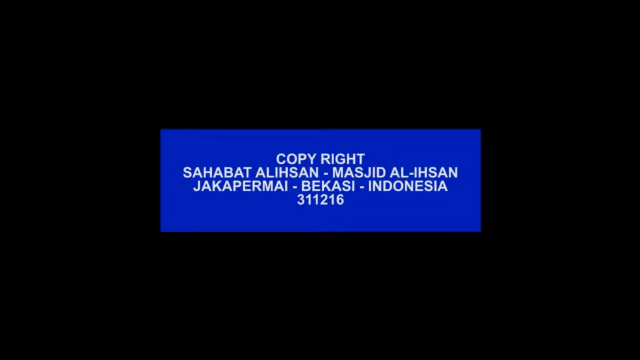 COPY RIGHT
SAHABAT ALIHSAN - MASJID AL-IHSAN
JAKAPERMAI - BEKASI - INDONESIA
311216